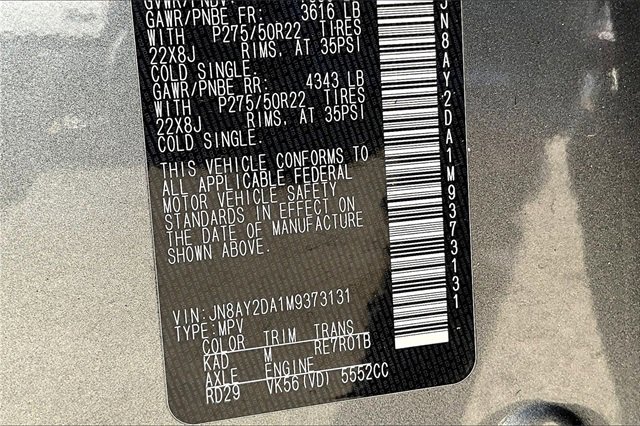 GVWR/PNBV:
GAWR/PNBE FR: 3616 LB
WITH P275/50R22 TIRES
22X8J RIMS, AT 35PSI
COLD SINGLE.
GAWR/PNBE RR: 4343 LB
WITH P275/50R22 TIRES
22X8J RIMS, AT 35PSI
COLD SINGLE.
THIS VEHICLE CONFORMS TO
ALL APPLICABLE FEDERAL
MOTOR VEHICLE SAFETY
STANDARDS IN EFFECT ON
THE DATE OF MANUFACTURE
SHOWN ABOVE.
VIN:JN8AY2DA1M9373131
TYPE:MPV
COLOR TRIM TRANS
KAD M RE7R01B
AXLE ENGINE
RD29 VK56(VD) 5552CC
JN8AY2DA1M9373131